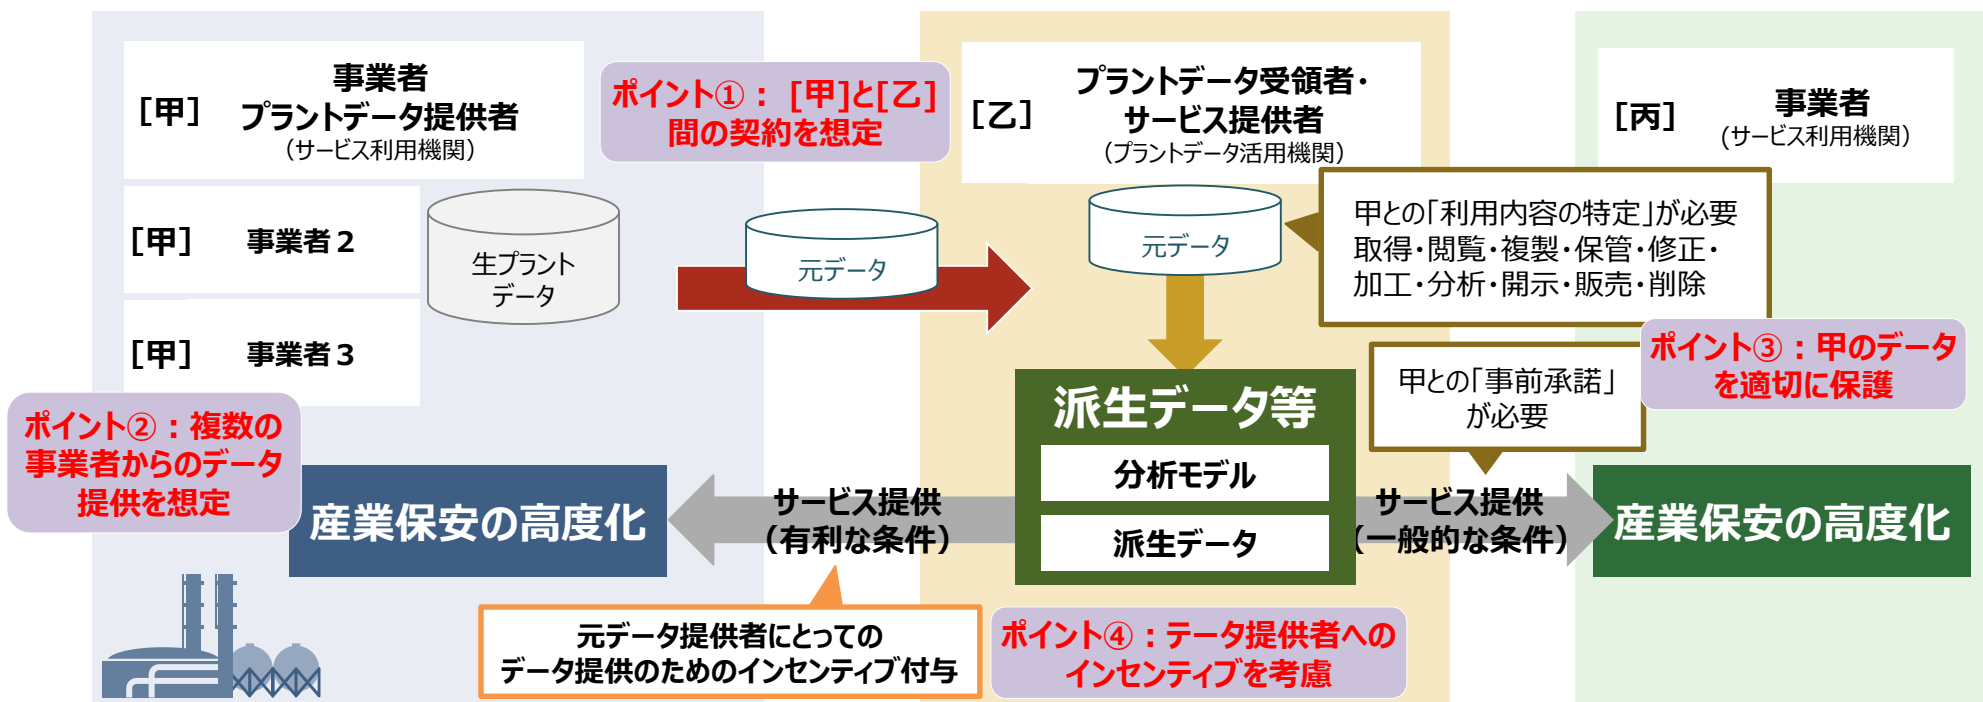 [甲]
事業者
プラントデータ提供者
（サービス利用機関）
[甲]
事業者２
[甲]
事業者３
生プラント
データ
ポイント①： [甲]と[乙]
間の契約を想定
元データ
[乙]
プラントデータ受領者・
サービス提供者
（プラントデータ活用機関）
元データ
[丙]
事業者
(サービス利用機関）
甲との「利用内容の特定」が必要
取得・閲覧・複製・保管・修正・
加工・分析・開示・販売・削除
ポイント③：甲のデータ
を適切に保護
甲との「事前承諾」
が必要
ポイント②：複数の
事業者からのデータ
提供を想定
産業保安の高度化
サービス提供
（有利な条件）
派生データ等
分析モデル
派生データ
サービス提供
（一般的な条件）
産業保安の高度化
元データ提供者にとっての
データ提供のためのインセンティブ付与
ポイント④：テータ提供者への
インセンティブを考慮